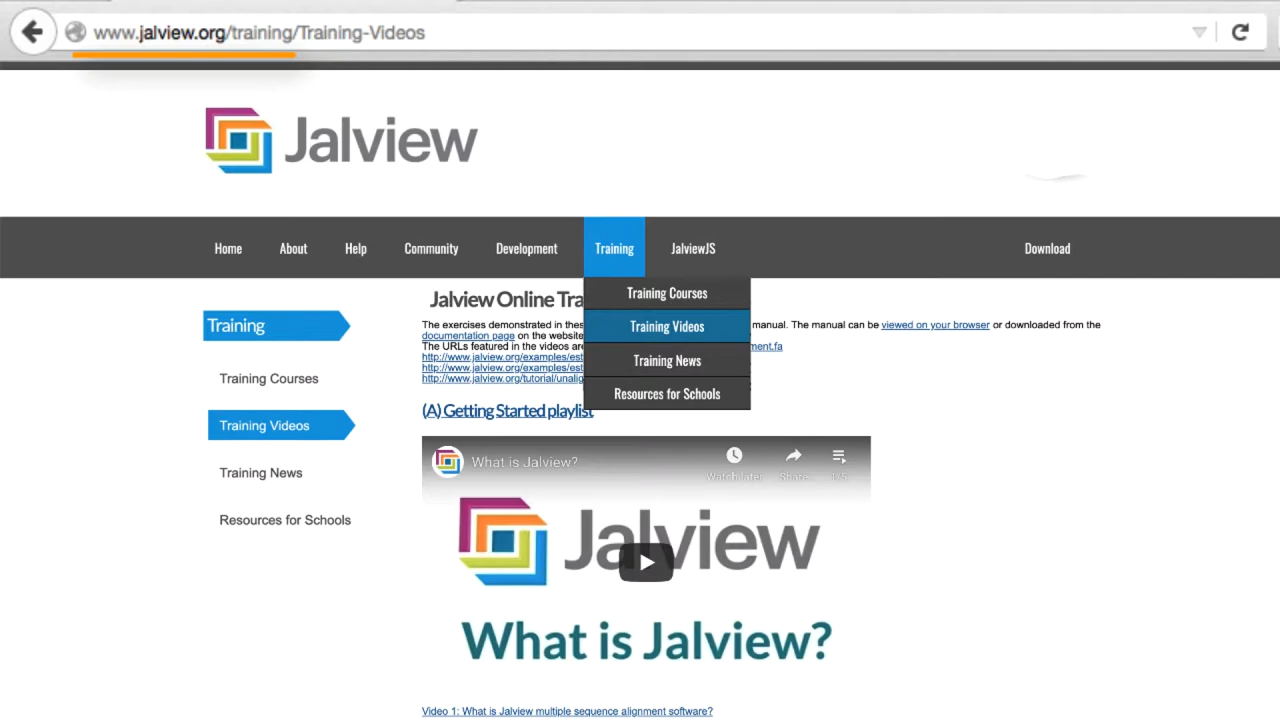 www.jalview.org/training/Training-Videos
Jalview
Home About Help Community Development Training JalviewJS Download
Training Courses
Training Videos
Training News
Resources for Schools
Training
Training Courses
Training Videos
Training News
Resources for Schools
Jalview Online Tra
The exercises demonstrated in thes manual. The manual can be viewed on your browser or downloaded from the
documentation page on the website
The URLs featured in the videos are ment.fa
http://www.jalview.org/examples/est
http://www.jalview.org/examples/est
http://www.jalview.org/tutorial/unalig
(A) Getting Started playlist
What is Jalview?
Watch later Share 1/5
Jalview
What is Jalview?
Video 1: What is Jalview multiple sequence alignment software?